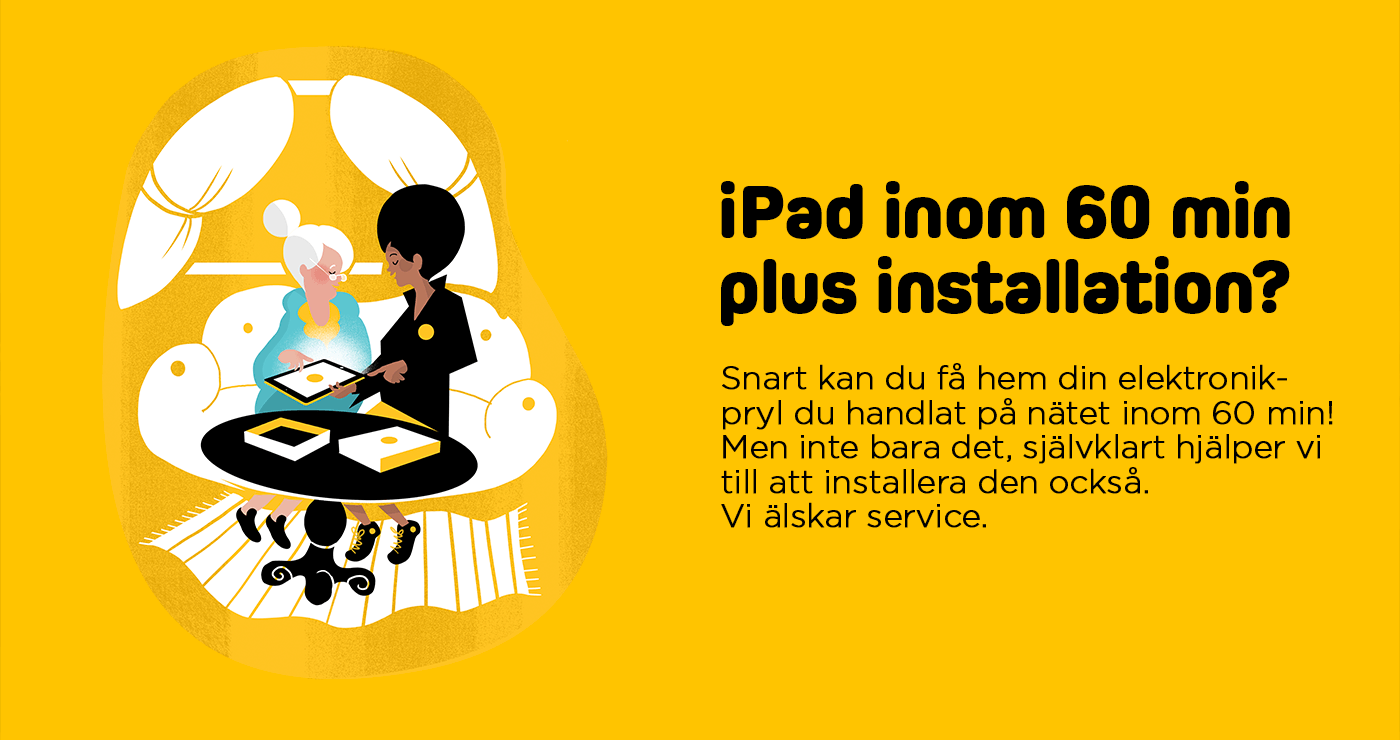 iPad inom 60 min
plus installation?
Snart kan du få hem din elektronik-
pryl du handlat på nätet inom 60 min!
Men inte bara det, självklart hjälper vi
till att installera den också.
Vi älskar service.